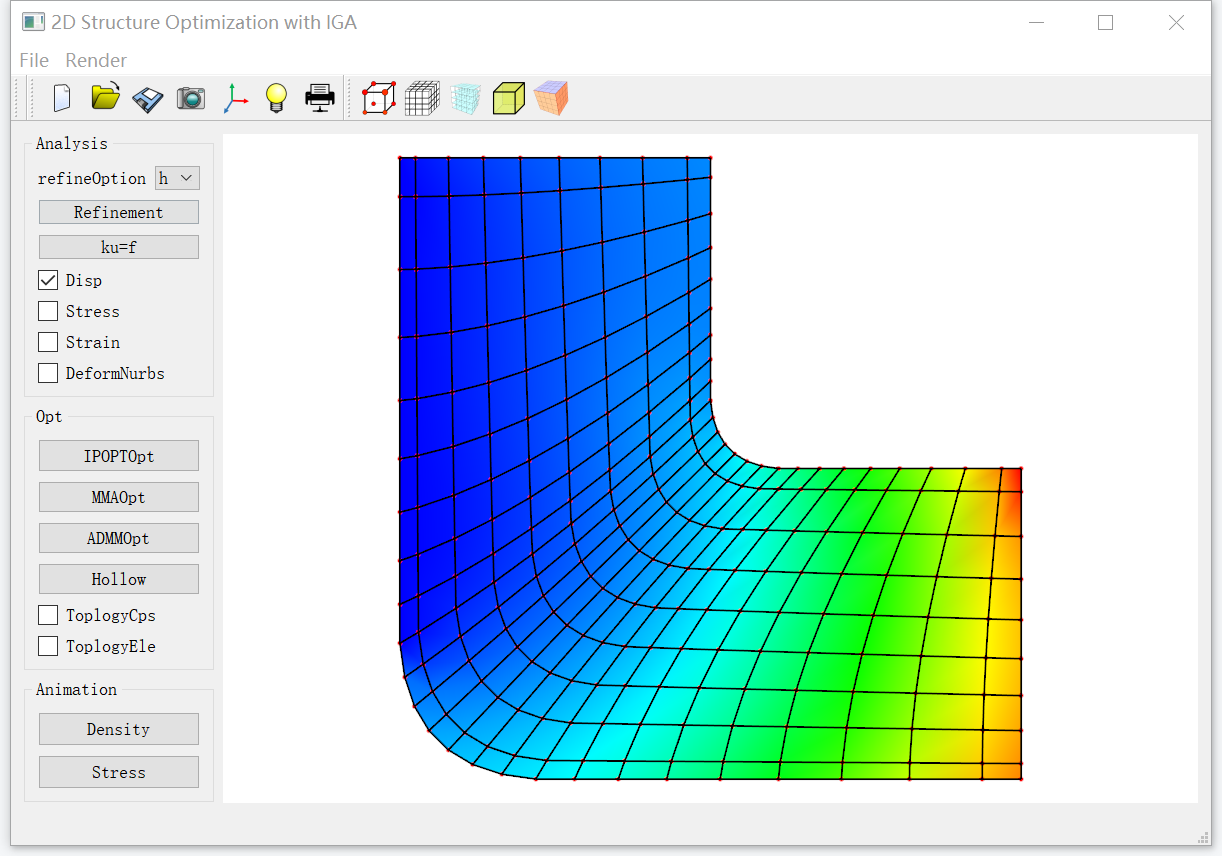 2D Structure Optimization with IGA
File Render
Analysis
refineOption h
Refinement
ku=f
Disp
Stress
Strain
DeformNurbs
Opt
IPOPTOpt
MMAOpt
ADMMOpt
Hollow
ToplogyCps
ToplogyEle
Animation
Density
Stress